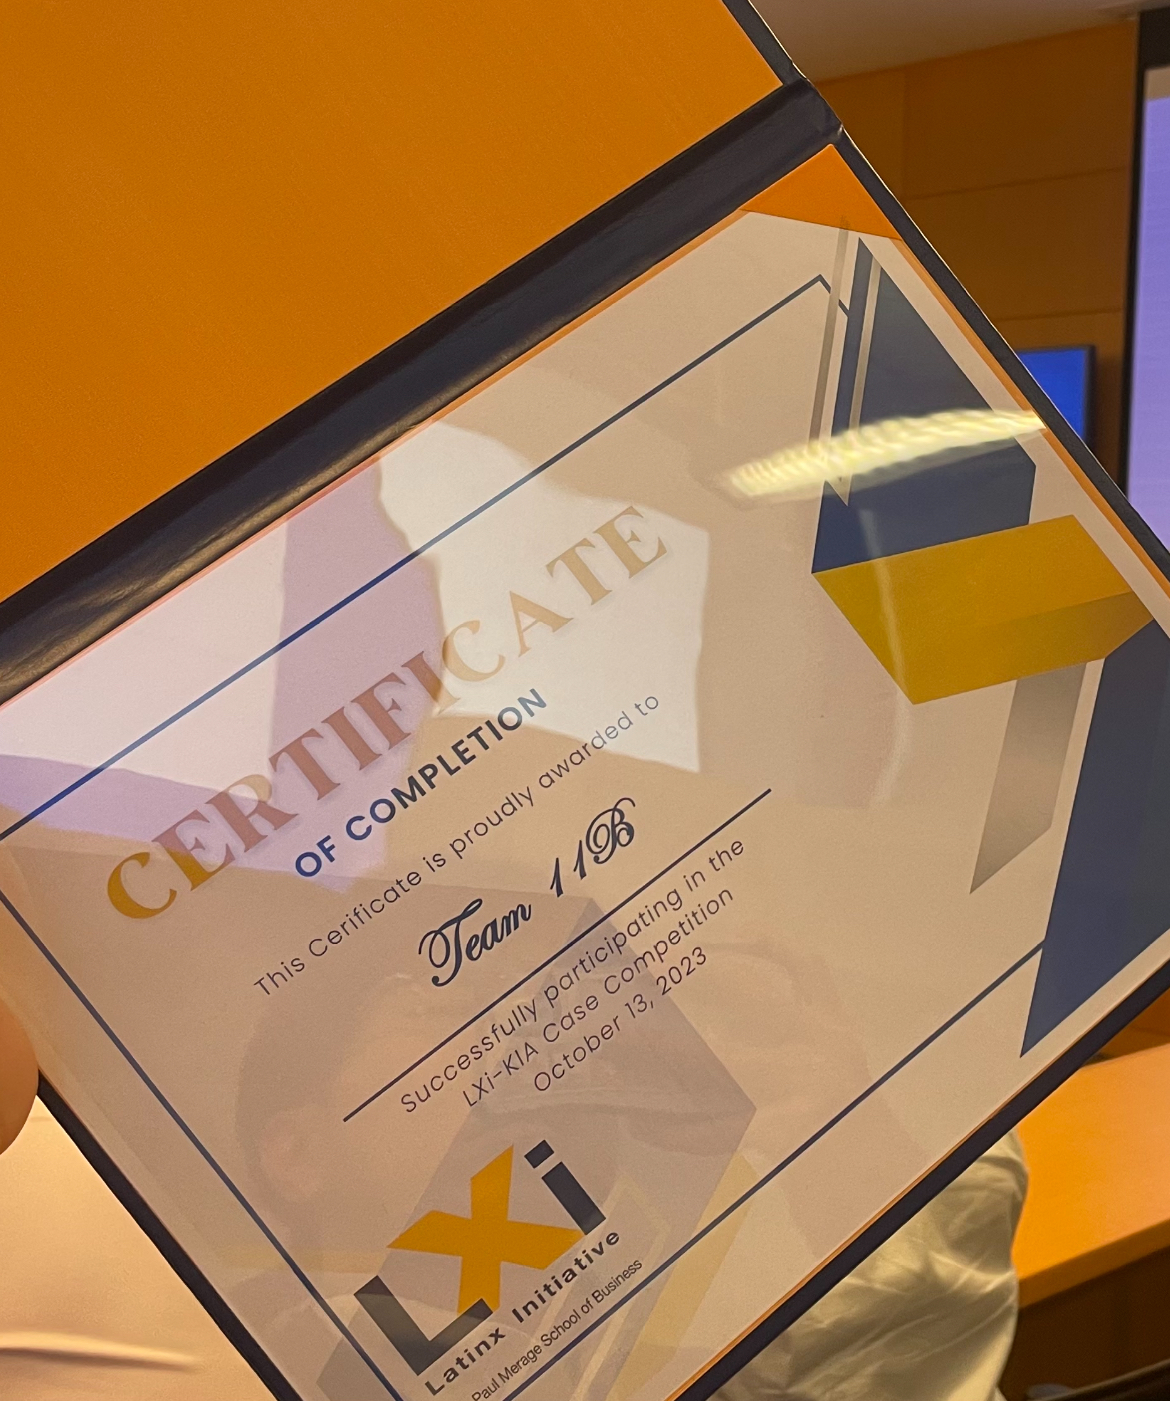 CERTIFICATE
OF COMPLETION
This Cerificate is proudly awarded to
Team 11B
Successfully participating in the
LXi-KIA Case Competition
October 13, 2023
LXi
Latinx Initiative
Paul Merage School of Business